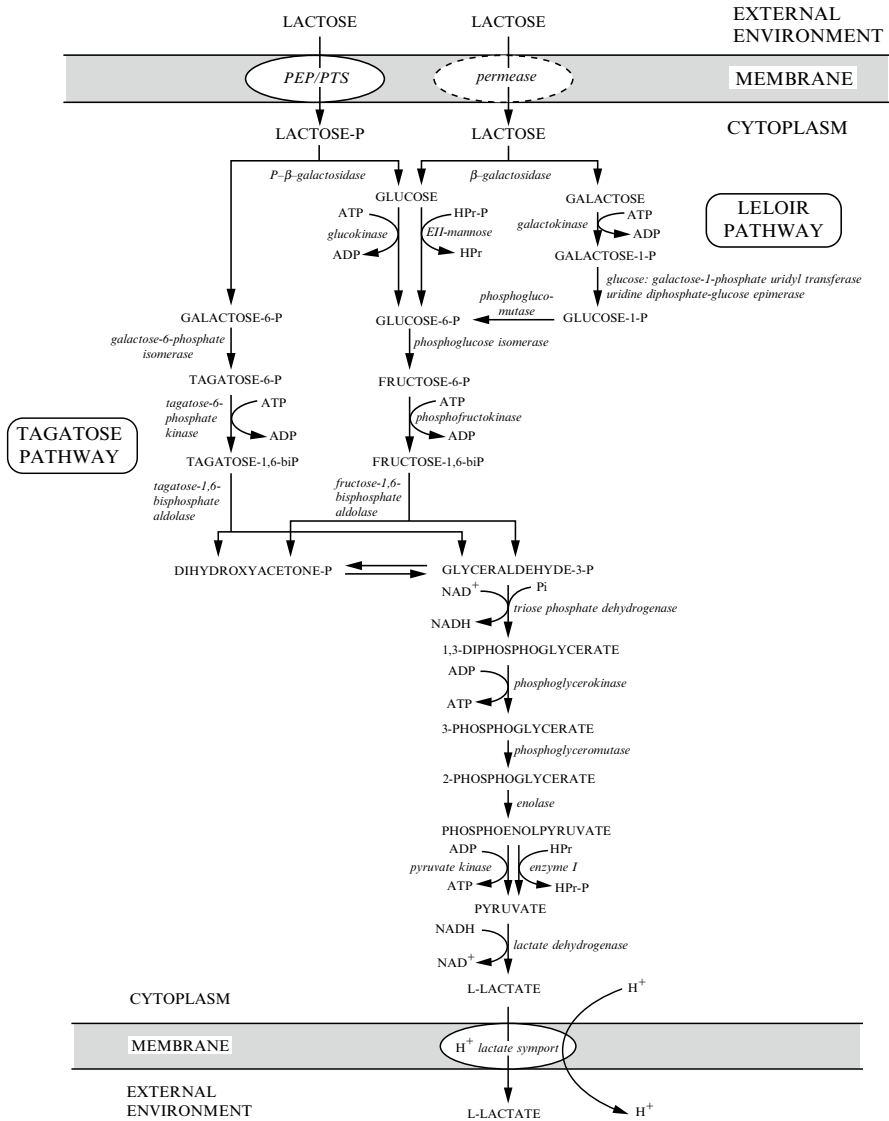 LACTOSE
LACTOSE
EXTERNAL
ENVIRONMENT
PEP/PTS
permease
MEMBRANE
LACTOSE-P
LACTOSE
CYTOPLASM
P–β–galactosidase
β-galactosidase
GLUCOSE
GALACTOSE
ATP
glucokinase
ADP
HPr-P
EII-mannose
HPr
galactokinase
ATP
ADP
LELOIR
PATHWAY
GALACTOSE-1-P
glucose: galactose-1-phosphate uridyl transferase
uridine diphosphate-glucose epimerase
phosphogluco-
mutase
GALACTOSE-6-P
GLUCOSE-6-P
GLUCOSE-1-P
galactose-6-phosphate
isomerase
phosphoglucose isomerase
TAGATOSE-6-P
FRUCTOSE-6-P
tagatose-6-
phosphate
kinase
ATP
ADP
ATP
phosphofructokinase
ADP
TAGATOSE
PATHWAY
TAGATOSE-1,6-biP
FRUCTOSE-1,6-biP
tagatose-1,6-
bisphosphate
aldolase
fructose-1,6-
bisphosphate
aldolase
DIHYDROXYACETONE-P
GLYCERALDEHYDE-3-P
NAD+
Pi
triose phosphate dehydrogenase
NADH
1,3-DIPHOSPHOGLYCERATE
ADP
phosphoglycerokinase
ATP
3-PHOSPHOGLYCERATE
phosphoglyceromutase
2-PHOSPHOGLYCERATE
enolase
PHOSPHOENOLPYRUVATE
ADP
HPr
pyruvate kinase
enzyme I
ATP
HPr-P
PYRUVATE
NADH
lactate dehydrogenase
NAD+
CYTOPLASM
L-LACTATE
H+
MEMBRANE
H+ lactate symport
EXTERNAL
ENVIRONMENT
L-LACTATE
H+